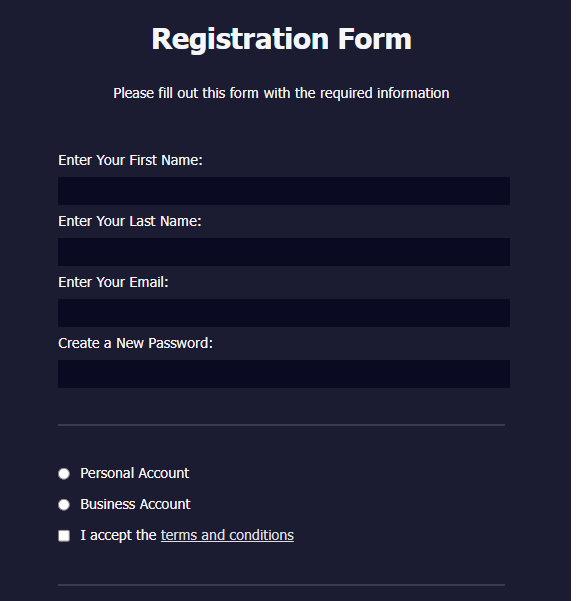 Registration Form
Please fill out this form with the required information
Enter Your First Name:
Enter Your Last Name:
Enter Your Email:
Create a New Password:
Personal Account
Business Account
I accept the terms and conditions